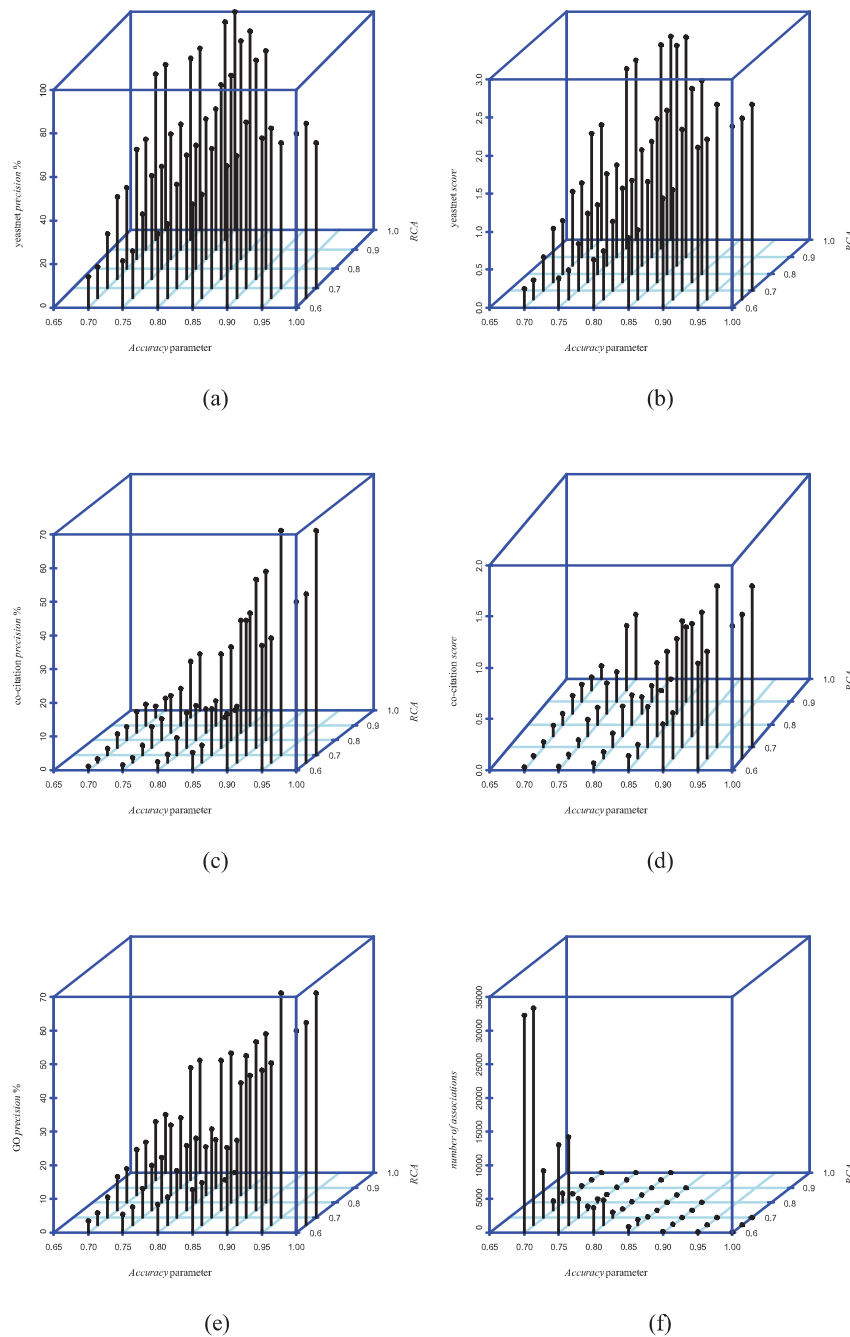 100
80
60
40
20
0
yeastnet precision %
0.65 0.70 0.75 0.80 0.85 0.90 0.95 1.00
0.6 0.7 0.8 0.9 1.0
RCA
Accuracy parameter
(a)
3.0
2.5
2.0
1.5
1.0
0.5
0.0
yeastnet score
0.65 0.70 0.75 0.80 0.85 0.90 0.95 1.00
0.6 0.7 0.8 0.9 1.0
RCA
Accuracy parameter
(b)
70
60
50
40
30
20
10
0
co-citation precision %
0.65 0.70 0.75 0.80 0.85 0.90 0.95 1.00
0.6 0.7 0.8 0.9 1.0
RCA
Accuracy parameter
(c)
2.0
1.5
1.0
0.5
0.0
co-citation score
0.65 0.70 0.75 0.80 0.85 0.90 0.95 1.00
0.6 0.7 0.8 0.9 1.0
RCA
Accuracy parameter
(d)
70
60
50
40
30
20
10
0
GO precision %
0.65 0.70 0.75 0.80 0.85 0.90 0.95 1.00
0.6 0.7 0.8 0.9 1.0
RCA
Accuracy parameter
(e)
35000
30000
25000
20000
15000
10000
5000
0
number of associations
0.65 0.70 0.75 0.80 0.85 0.90 0.95 1.00
0.6 0.7 0.8 0.9 1.0
RCA
Accuracy parameter
(f)